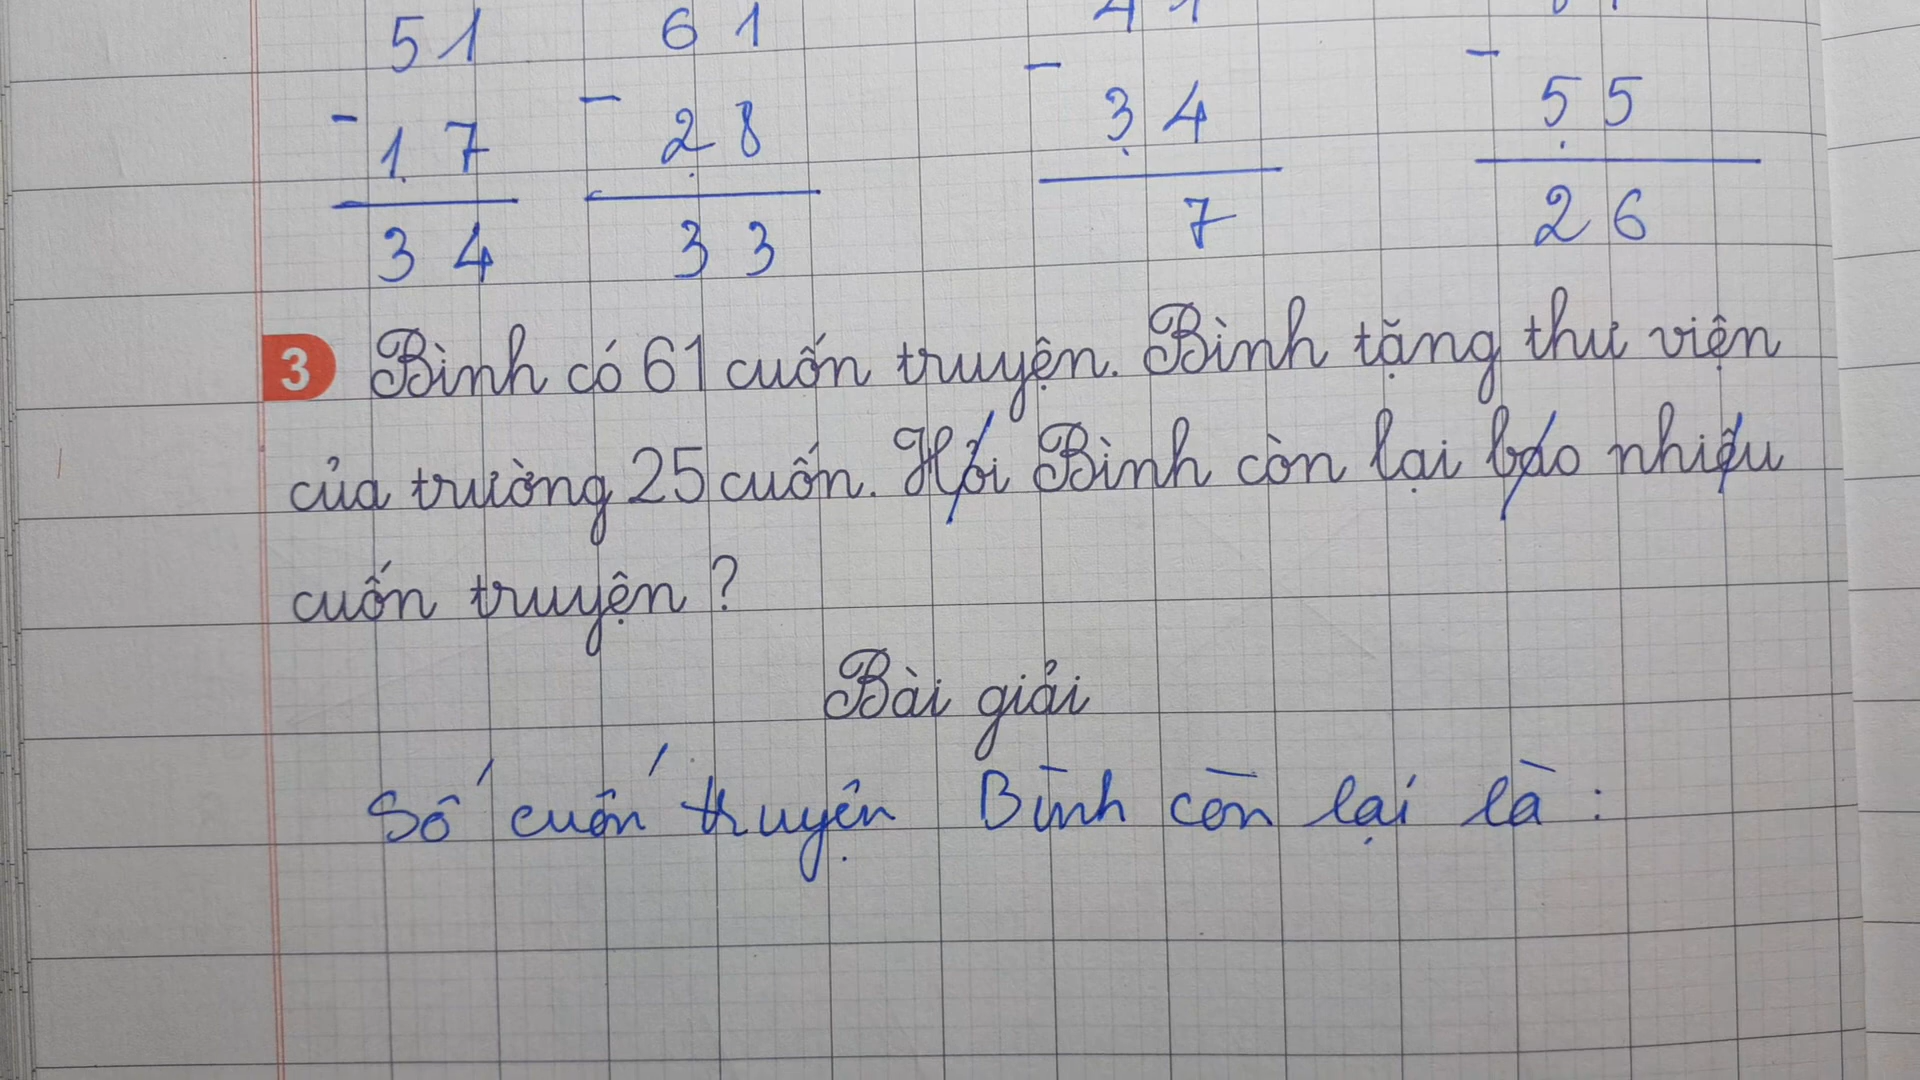 51 61 41
- - - -
17 28 34 55
34 33 7 26
3 Bình có 61 cuốn truyện. Bình tặng thư viện
của trường 25 cuốn. Hỏi Bình còn lại bao nhiêu
cuốn truyện?
Bài giải
Số cuốn truyện Bình còn lại là: